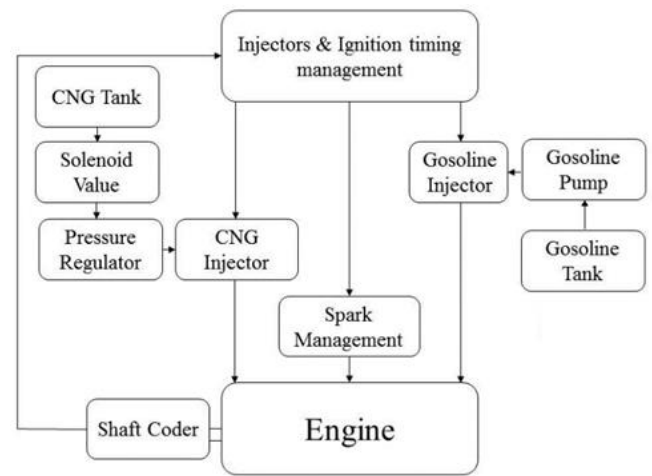 Injectors & Ignition timing
management
CNG Tank
Solenoid
Value
Gosoline
Injector
Gosoline
Pump
Pressure
Regulator
CNG
Injector
Gosoline
Tank
Spark
Management
Shaft Coder
Engine